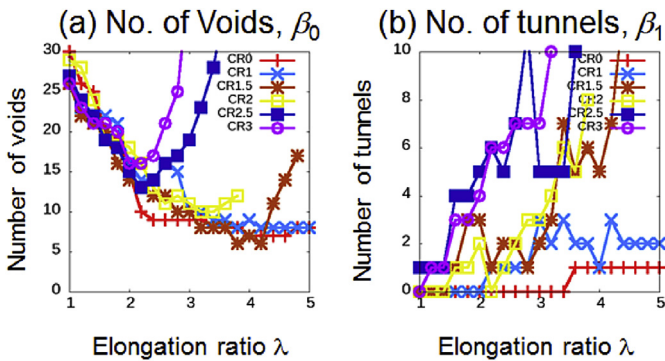 (a) No. of Voids, β0
30
25
20
15
10
5
0
1
2
3
4
5
CR0
CR1
CR1.5
CR2
CR2.5
CR3
Number of voids
Elongation ratio λ
(b) No. of tunnels, β1
10
8
6
4
2
0
1
2
3
4
5
CR0
CR1
CR1.5
CR2
CR2.5
CR3
Number of tunnels
Elongation ratio λ